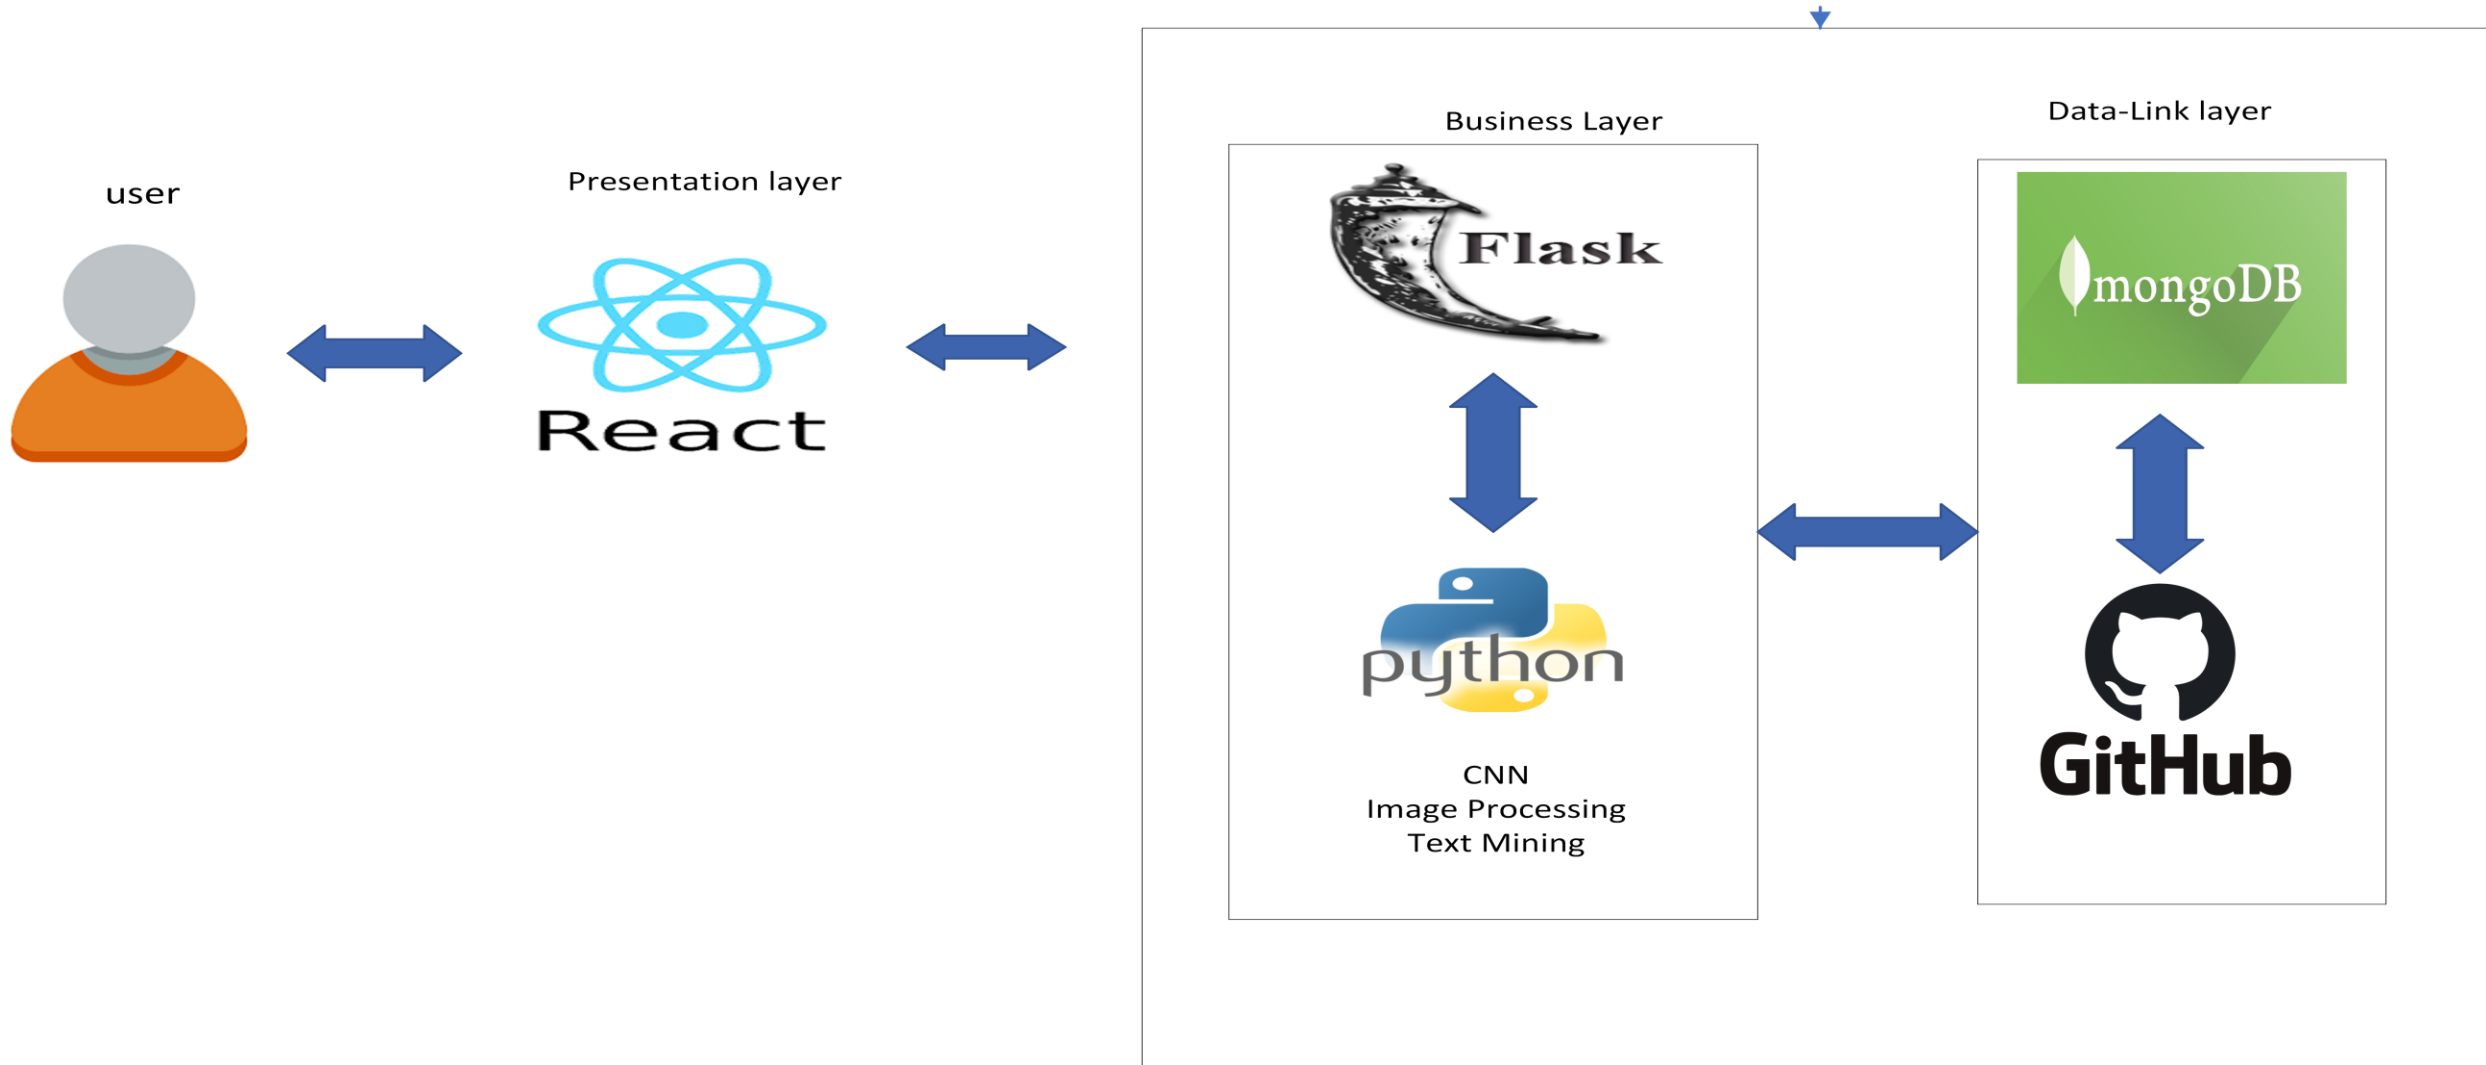 user
Presentation layer
React
Business Layer
Flask
python
CNN
Image Processing
Text Mining
Data-Link layer
mongoDB
GitHub